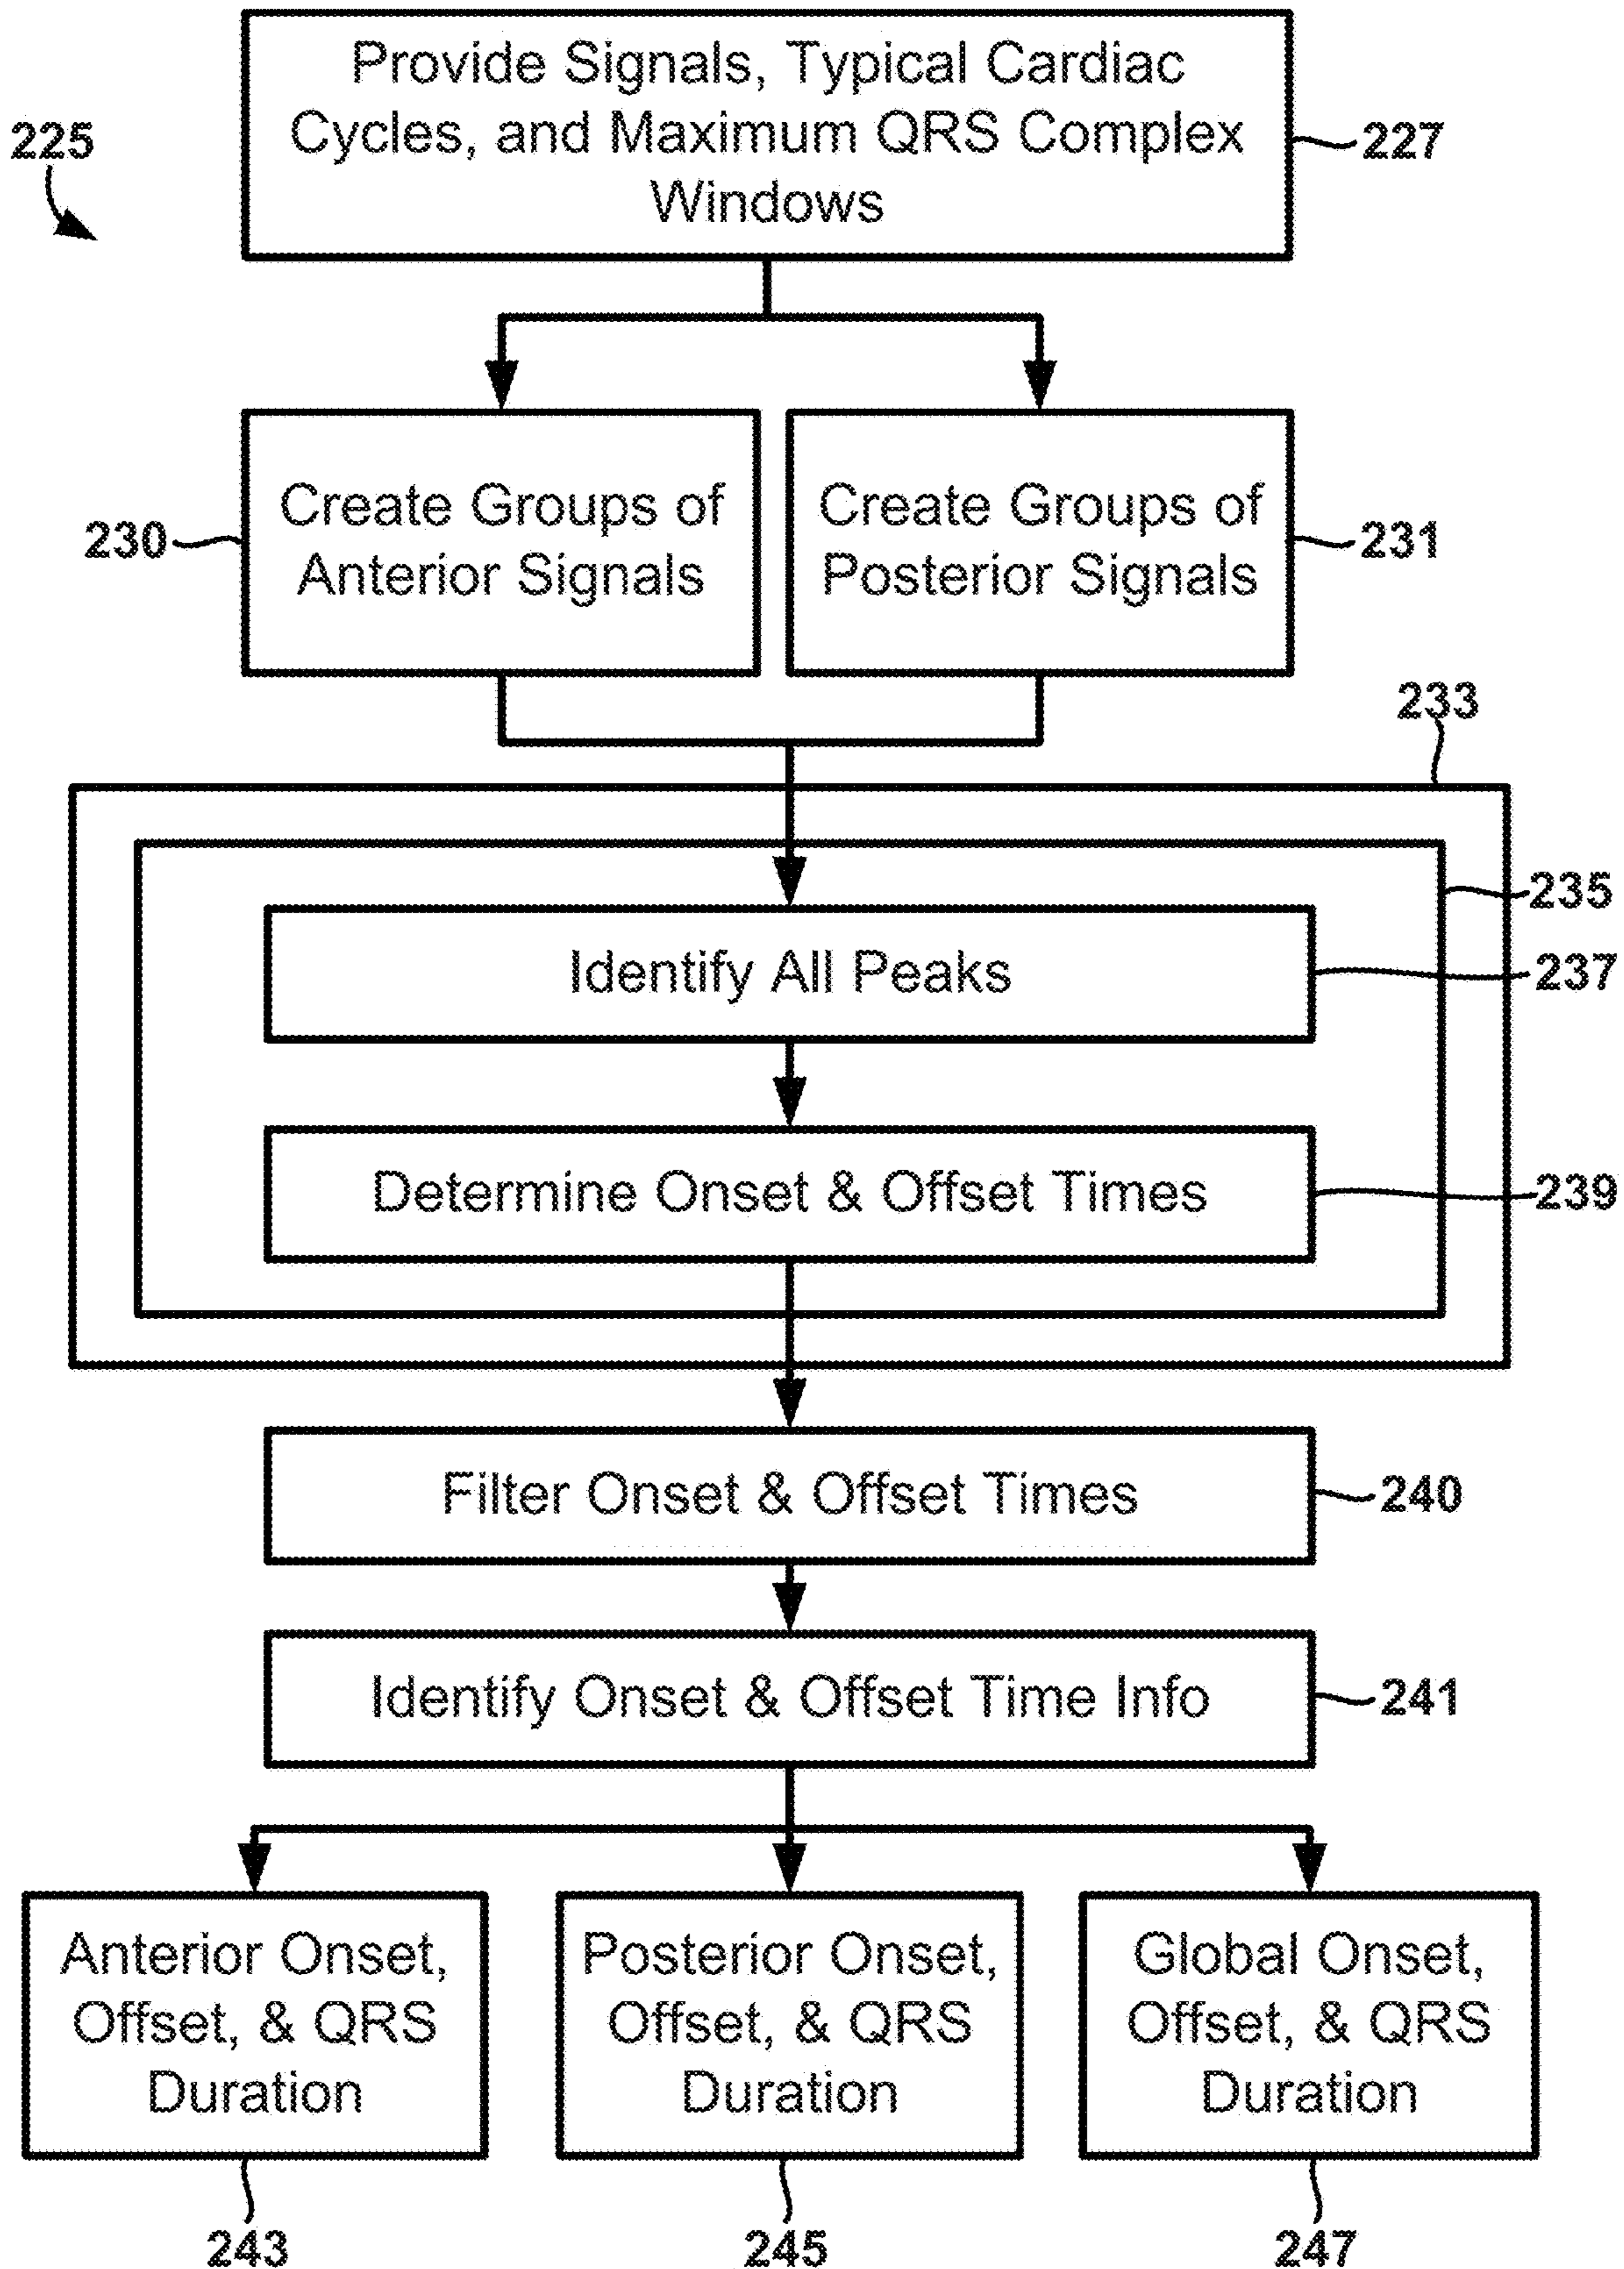 Provide Signals, Typical Cardiac
Cycles, and Maximum QRS Complex
Windows
225
227
Create Groups of
Anterior Signals
230
Create Groups of
Posterior Signals
231
233
235
Identify All Peaks
237
Determine Onset & Offset Times
239
Filter Onset & Offset Times
240
Identify Onset & Offset Time Info
241
Anterior Onset,
Offset, & QRS
Duration
Posterior Onset,
Offset, & QRS
Duration
Global Onset,
Offset, & QRS
Duration
243
245
247